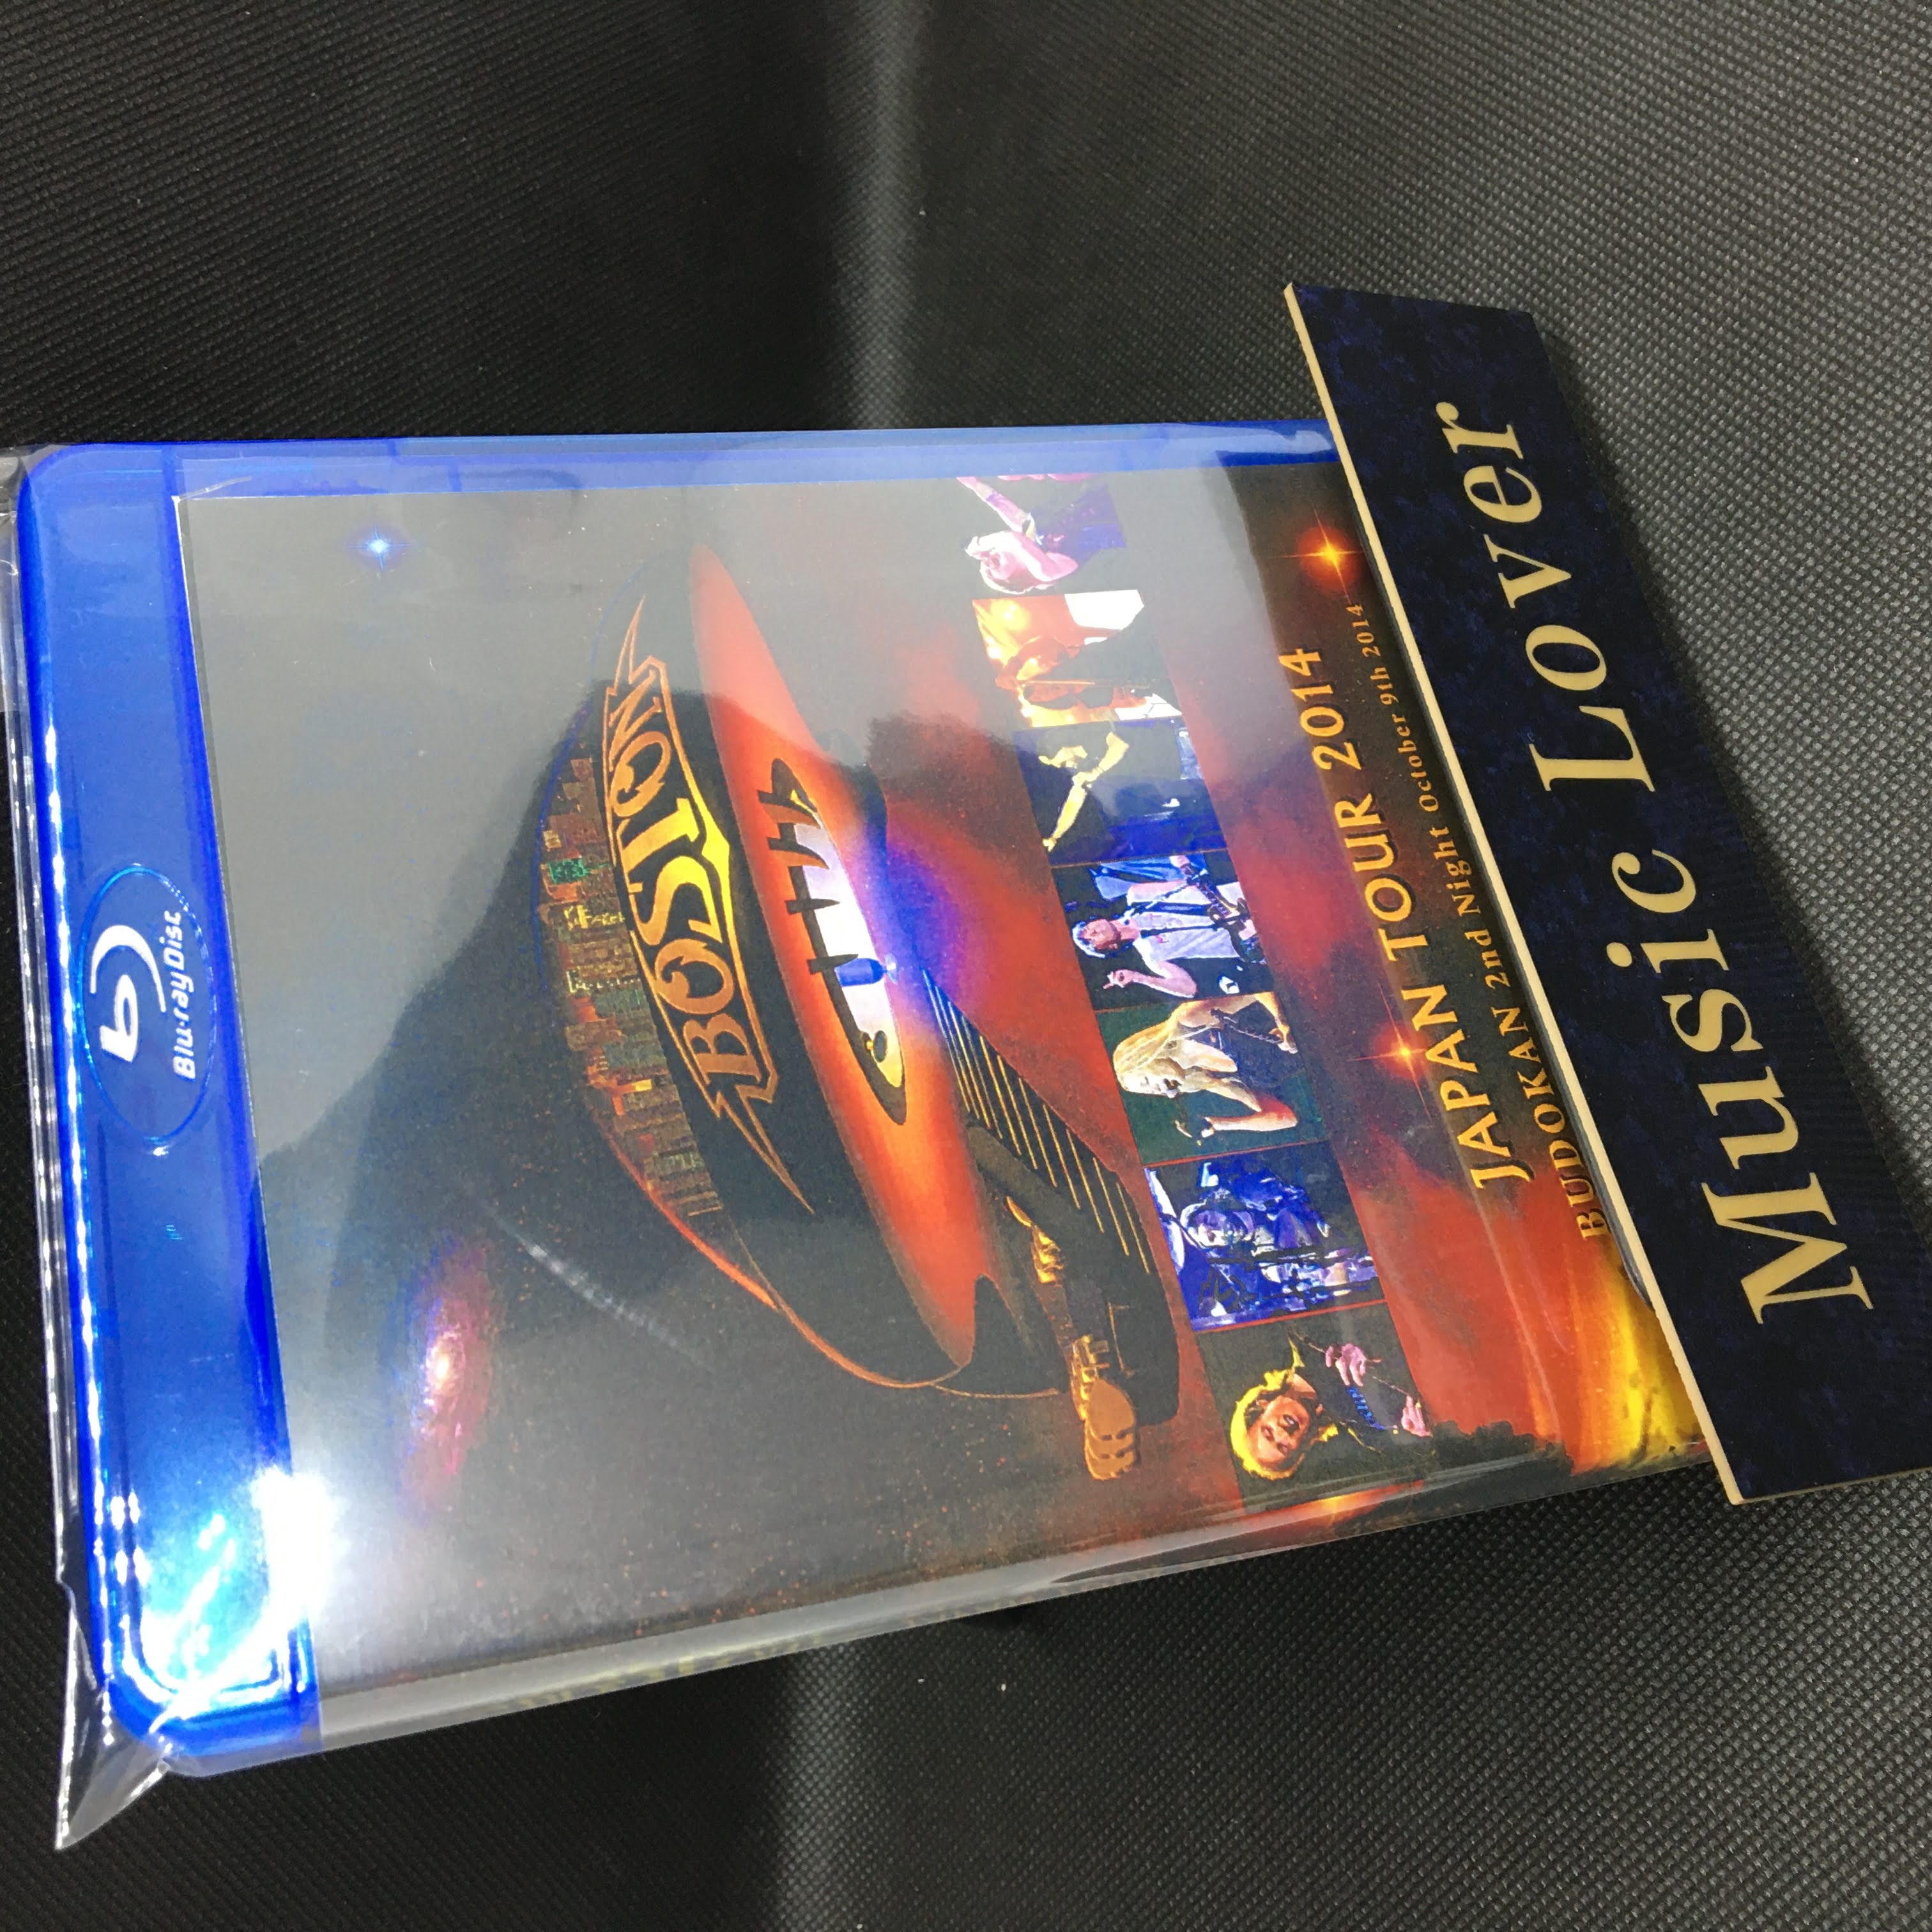 Blu-ray Disc
BOSTON
JAPAN TOUR 2014
BUDOKAN 2nd Night October 9th 2014
Music Lover